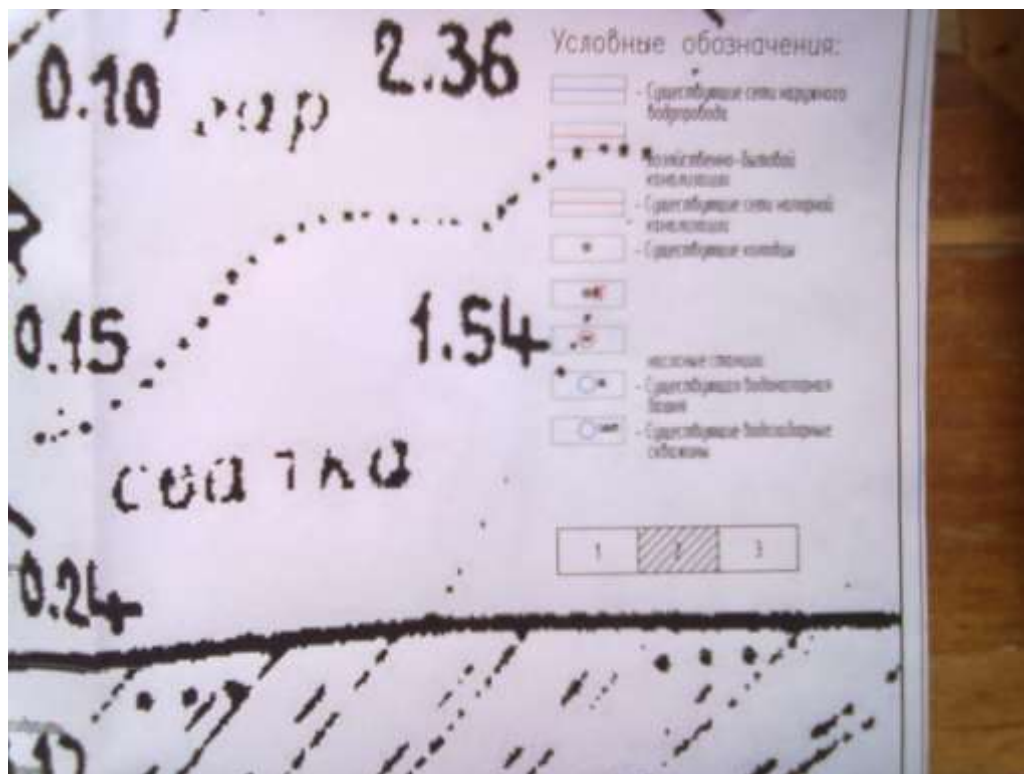 0.10
2.36
0.15
1.54
0.24
Условные обозначения:
- Существующие сети наружного
водопровода
хозяйственно-бытовой
канализации
- Существующие сети напорной
канализации
- Существующие колодцы
насосные станции
- Существующая водонапорная
башня
- Существующие водозаборные
скважины
1 2 3